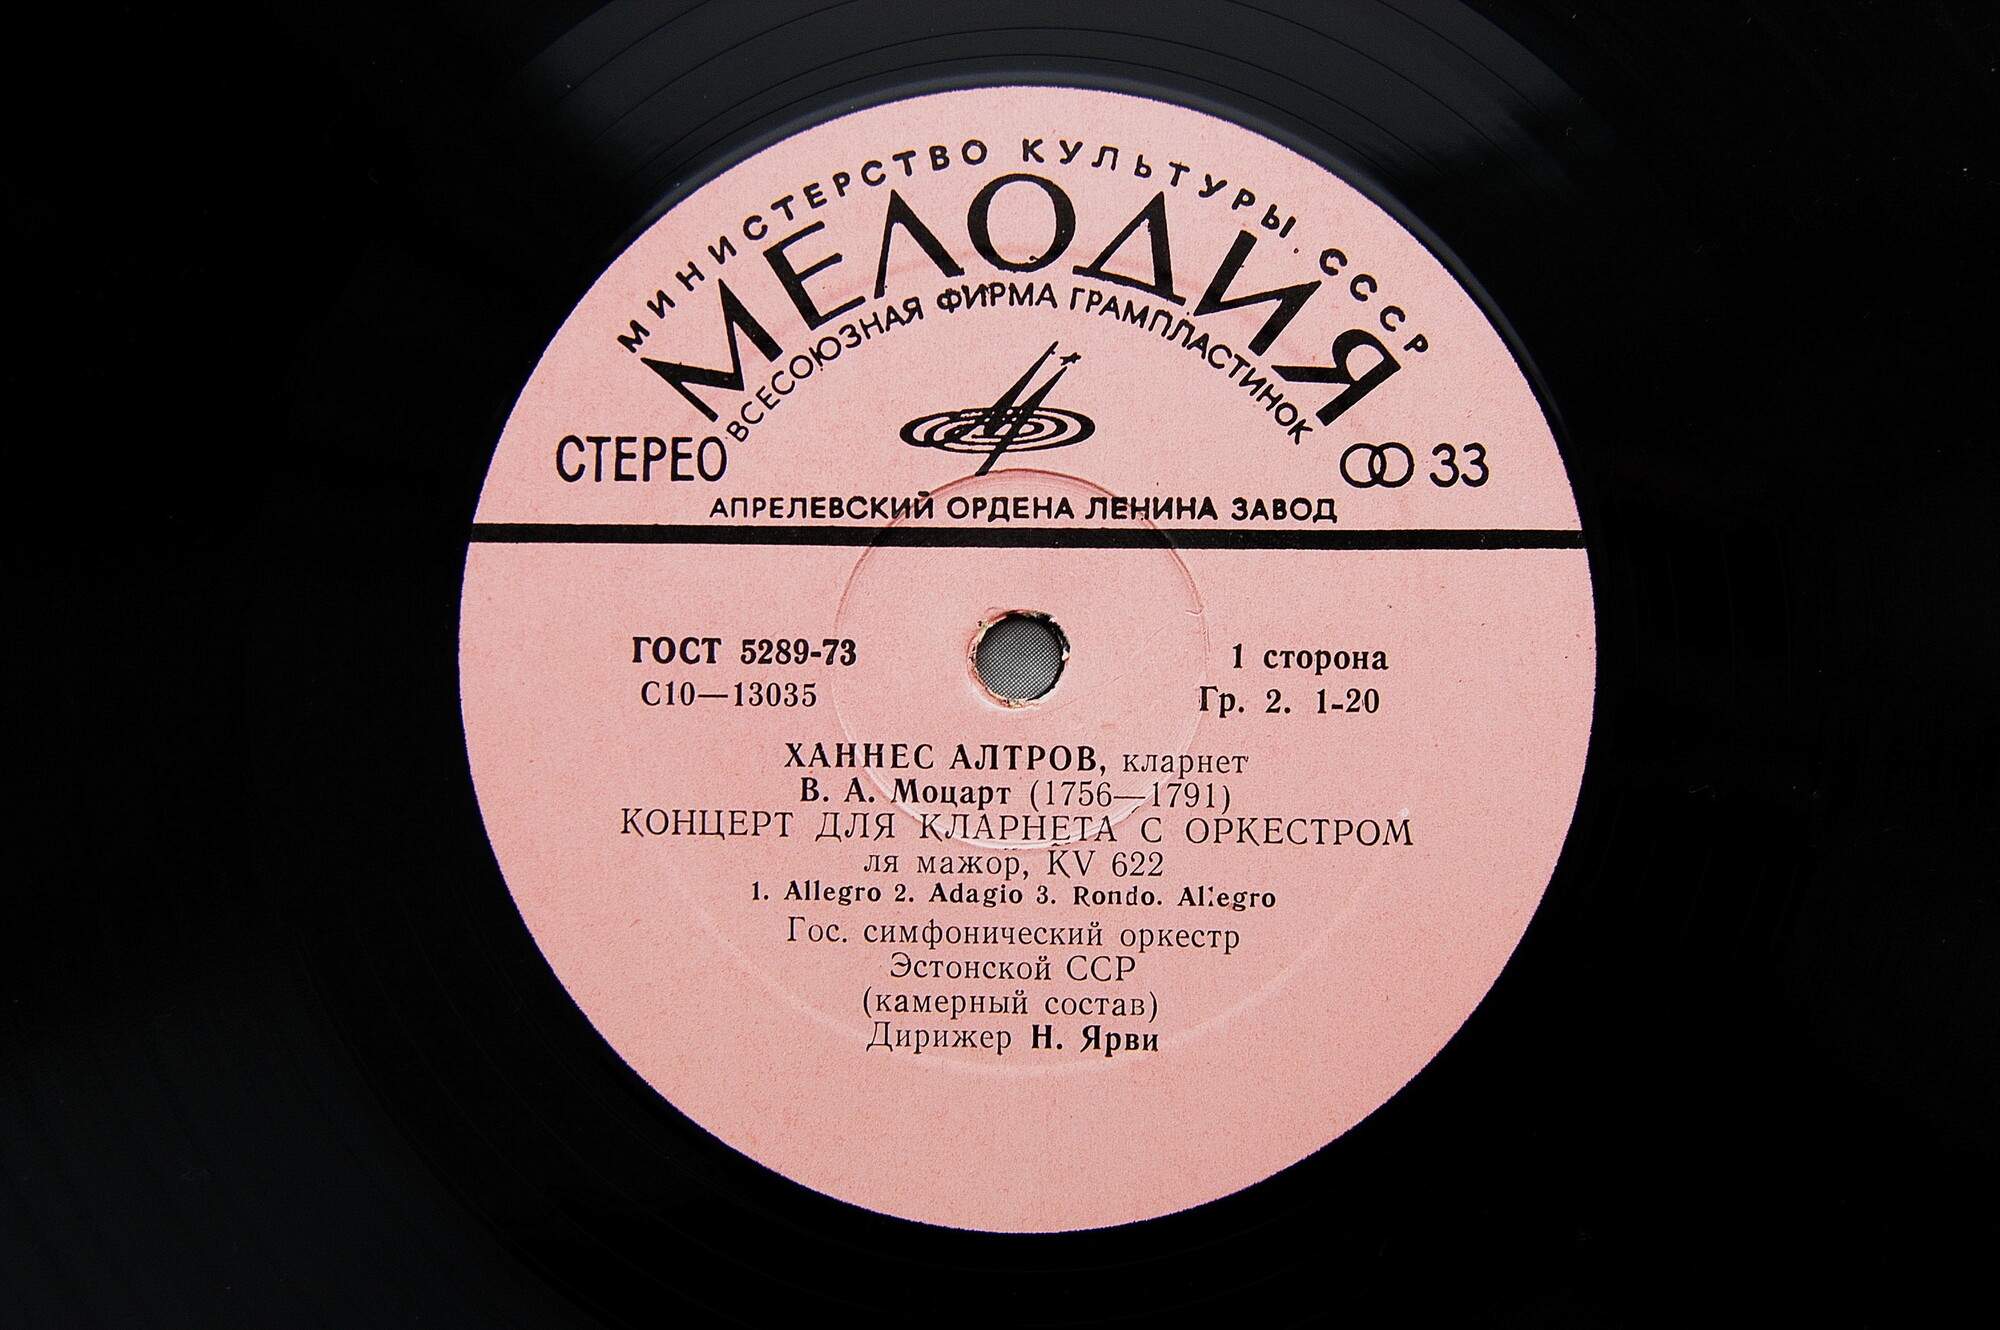 МИНИСТЕРСТВО КУЛЬТУРЫ СССР
МЕЛОДИЯ
ВСЕСОЮЗНАЯ ФИРМА ГРАМПЛАСТИНОК
СТЕРЕО
33
АПРЕЛЕВСКИЙ ОРДЕНА ЛЕНИНА ЗАВОД
ГОСТ 5289-73
1 сторона
С10—13035
Гр. 2. 1-20
ХАННЕС АЛТРОВ, кларнет
В. А. Моцарт (1756—1791)
КОНЦЕРТ ДЛЯ КЛАРНЕТА С ОРКЕСТРОМ
ля мажор, KV 622
1. Allegro 2. Adagio 3. Rondo. Allegro
Гос. симфонический оркестр
Эстонской ССР
(камерный состав)
Дирижер Н. Ярви